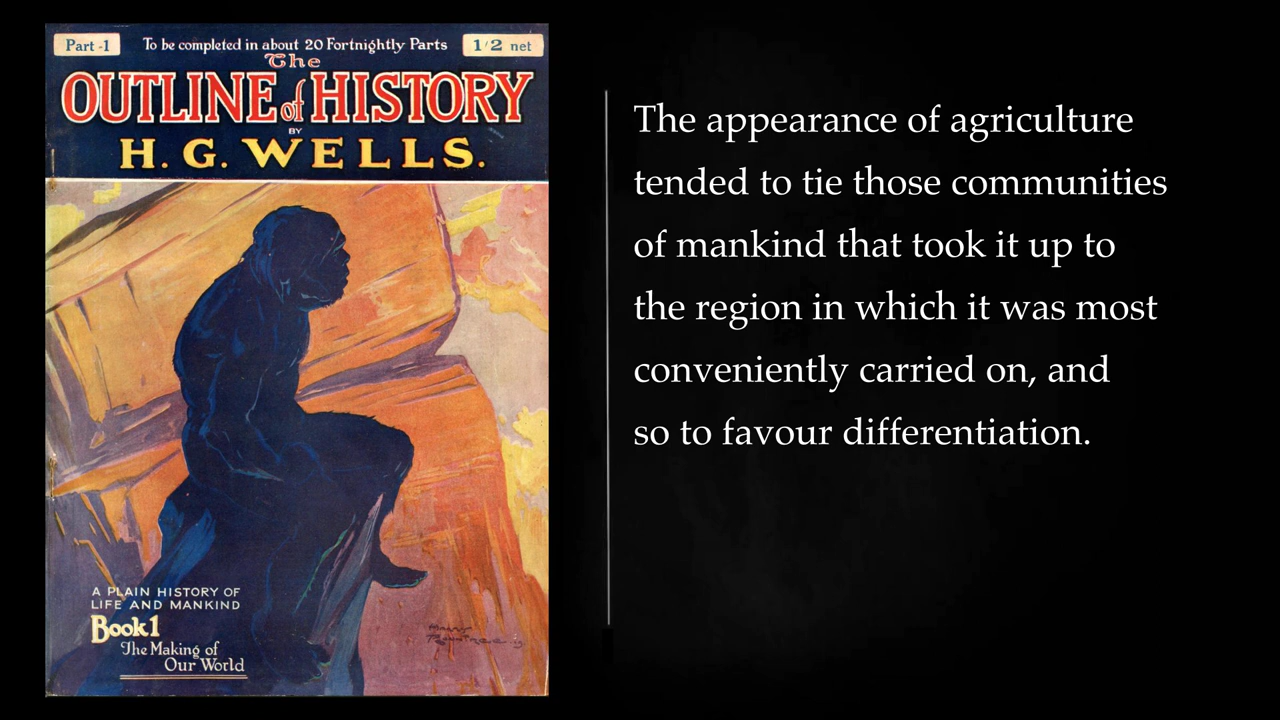 Part -1
To be completed in about 20 Fortnightly Parts
1/2 net
The
OUTLINE of HISTORY
BY
H. G. WELLS.
A PLAIN HISTORY OF
LIFE AND MANKIND
Book 1
The Making of
Our World
The appearance of agriculture
tended to tie those communities
of mankind that took it up to
the region in which it was most
conveniently carried on, and
so to favour differentiation.